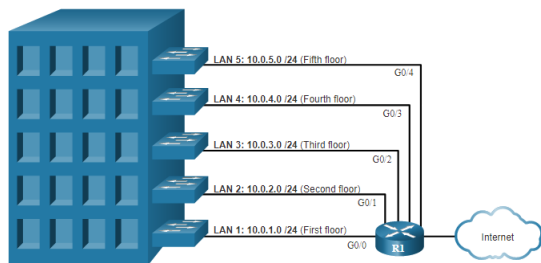 LAN 5: 10.0.5.0 /24 (Fifth floor)
G0/4
LAN 4: 10.0.4.0 /24 (Fourth floor)
G0/3
LAN 3: 10.0.3.0 /24 (Third floor)
G0/2
LAN 2: 10.0.2.0 /24 (Second floor)
G0/1
LAN 1: 10.0.1.0 /24 (First floor)
G0/0
R1
Internet